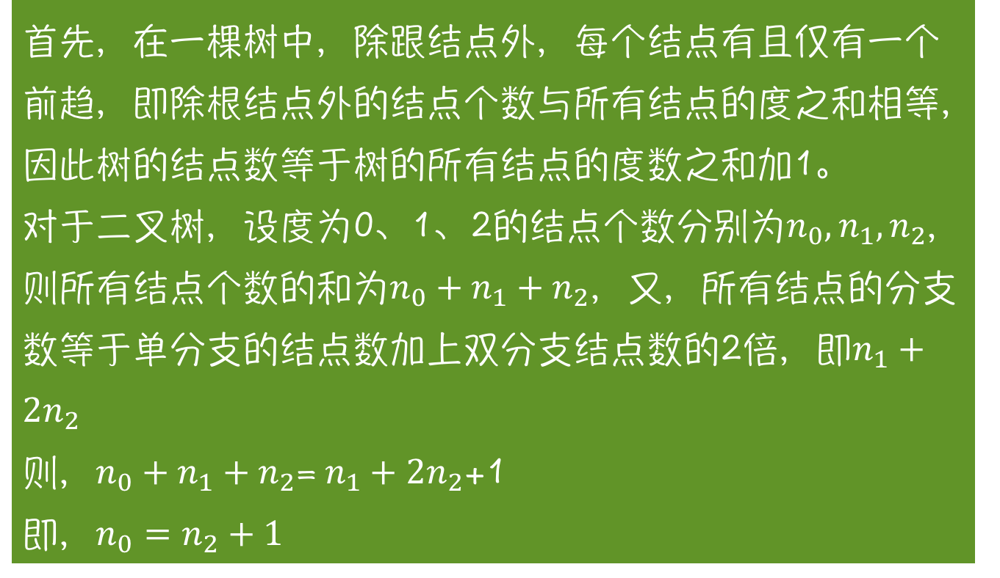 首先，在一棵树中，除跟结点外，每个结点有且仅有一个
前趋，即除根结点外的结点个数与所有结点的度之和相等，
因此树的结点数等于树的所有结点的度数之和加1。
对于二叉树，设度为0、1、2的结点个数分别为$n_0, n_1, n_2$，
则所有结点个数的和为$n_0 + n_1 + n_2$，又，所有结点的分支
数等于单分支的结点数加上双分支结点数的2倍，即$n_1 +$
$2n_2$
则，$n_0 + n_1 + n_2 = n_1 + 2n_2 + 1$
即，$n_0 = n_2 + 1$